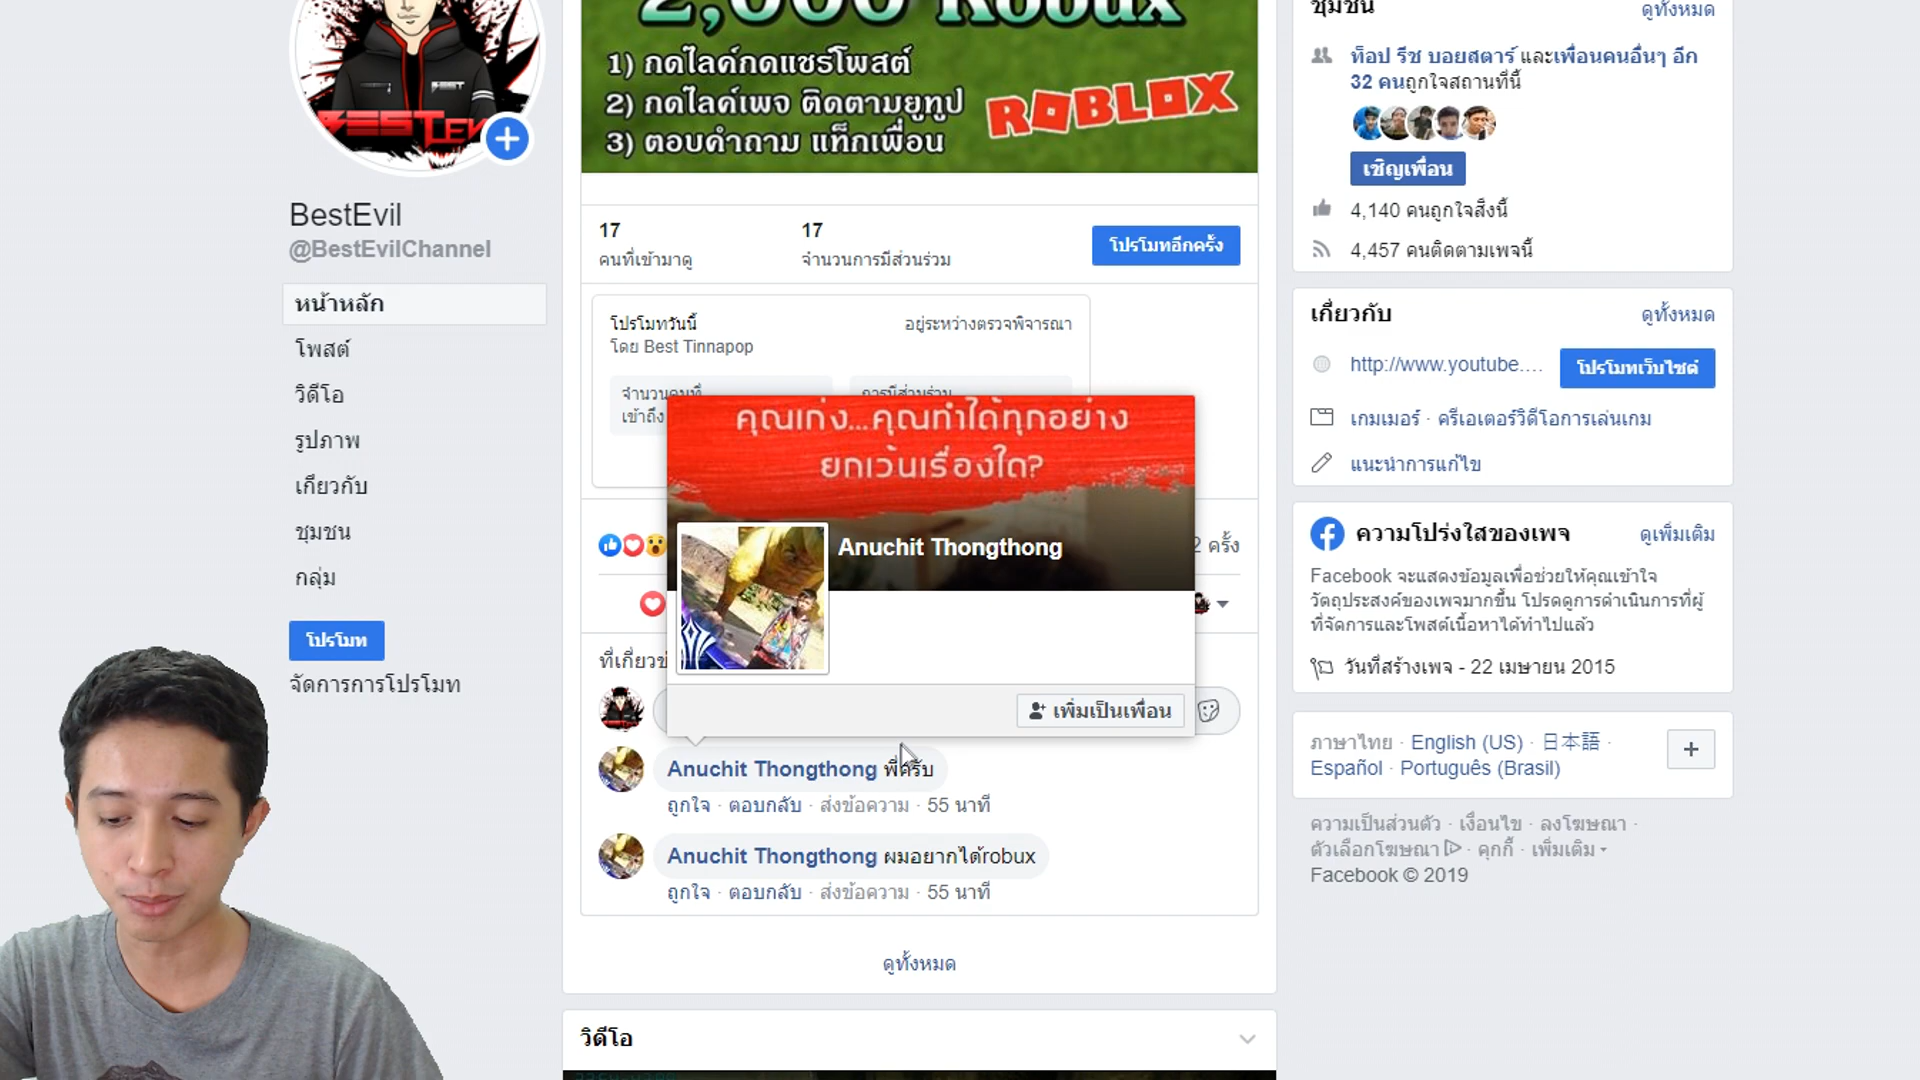 BestEvil
@BestEvilChannel
หน้าหลัก
โพสต์
วิดีโอ
รูปภาพ
เกี่ยวกับ
ชุมชน
กลุ่ม
โปรโมท
จัดการการโปรโมท
2,000 Robux
1) กดไลค์กดแชร์โพสต์
2) กดไลค์เพจ ติดตามยูทูป
3) ตอบคำถาม แท็กเพื่อน
ROBLOX
17
คนที่เข้ามาดู
17
จำนวนการมีส่วนร่วม
โปรโมทอีกครั้ง
โปรโมทวันนี้
อยู่ระหว่างตรวจพิจารณา
โดย Best Tinnapop
จำนวนคนที่
เข้าถึง
การมีส่วนร่วม
คุณเก่ง...คุณทำได้ทุกอย่าง
ยกเว้นเรื่องใด?
Anuchit Thongthong
2 ครั้ง
เพิ่มเป็นเพื่อน
Anuchit Thongthong พี่ครับ
ถูกใจ · ตอบกลับ · ส่งข้อความ · 55 นาที
Anuchit Thongthong ผมอยากได้robux
ถูกใจ · ตอบกลับ · ส่งข้อความ · 55 นาที
ดูทั้งหมด
วิดีโอ
ชุมชน
ดูทั้งหมด
ท็อป รีช บอยสตาร์ และเพื่อนคนอื่นๆ อีก
32 คนถูกใจสถานที่นี้
เชิญเพื่อน
4,140 คนถูกใจสิ่งนี้
4,457 คนติดตามเพจนี้
เกี่ยวกับ
ดูทั้งหมด
http://www.youtube....
โปรโมทเว็บไซต์
เกมเมอร์ · ครีเอเตอร์วิดีโอการเล่นเกม
แนะนำการแก้ไข
ความโปร่งใสของเพจ
ดูเพิ่มเติม
Facebook จะแสดงข้อมูลเพื่อช่วยให้คุณเข้าใจ
วัตถุประสงค์ของเพจมากขึ้น โปรดดูการดำเนินการที่ผู้
ที่จัดการและโพสต์เนื้อหาได้ทำไปแล้ว
วันที่สร้างเพจ - 22 เมษายน 2015
ภาษาไทย · English (US) · 日本語 ·
Español · Português (Brasil)
ความเป็นส่วนตัว · เงื่อนไข · ลงโฆษณา ·
ตัวเลือกโฆษณา · คุกกี้ · เพิ่มเติม
Facebook © 2019